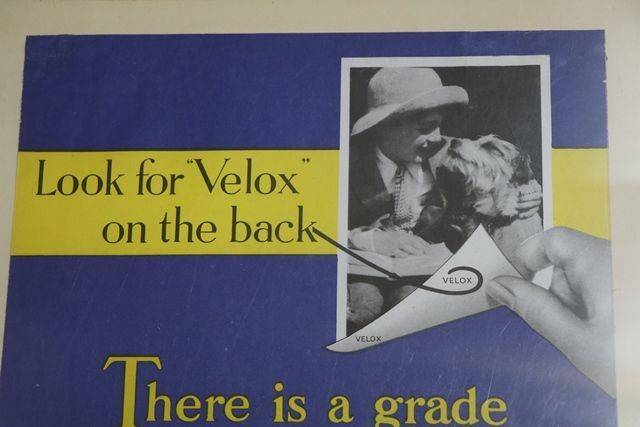 Look for "Velox"
on the back
VELOX
VELOX
There is a grade